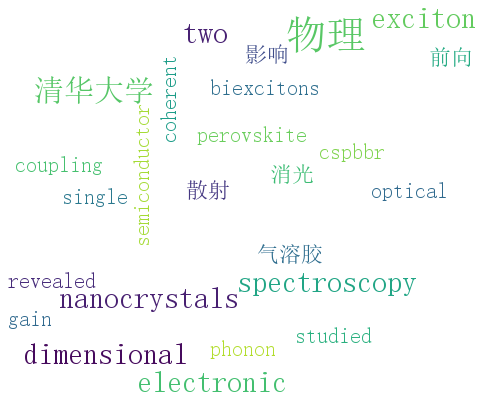 物理
exciton
two
影响
前向
coherent
清华大学
biexcitons
semiconductor
perovskite
cspbbr
coupling
消光
single
散射
optical
气溶胶
revealed
spectroscopy
nanocrystals
gain
studied
dimensional
phonon
electronic